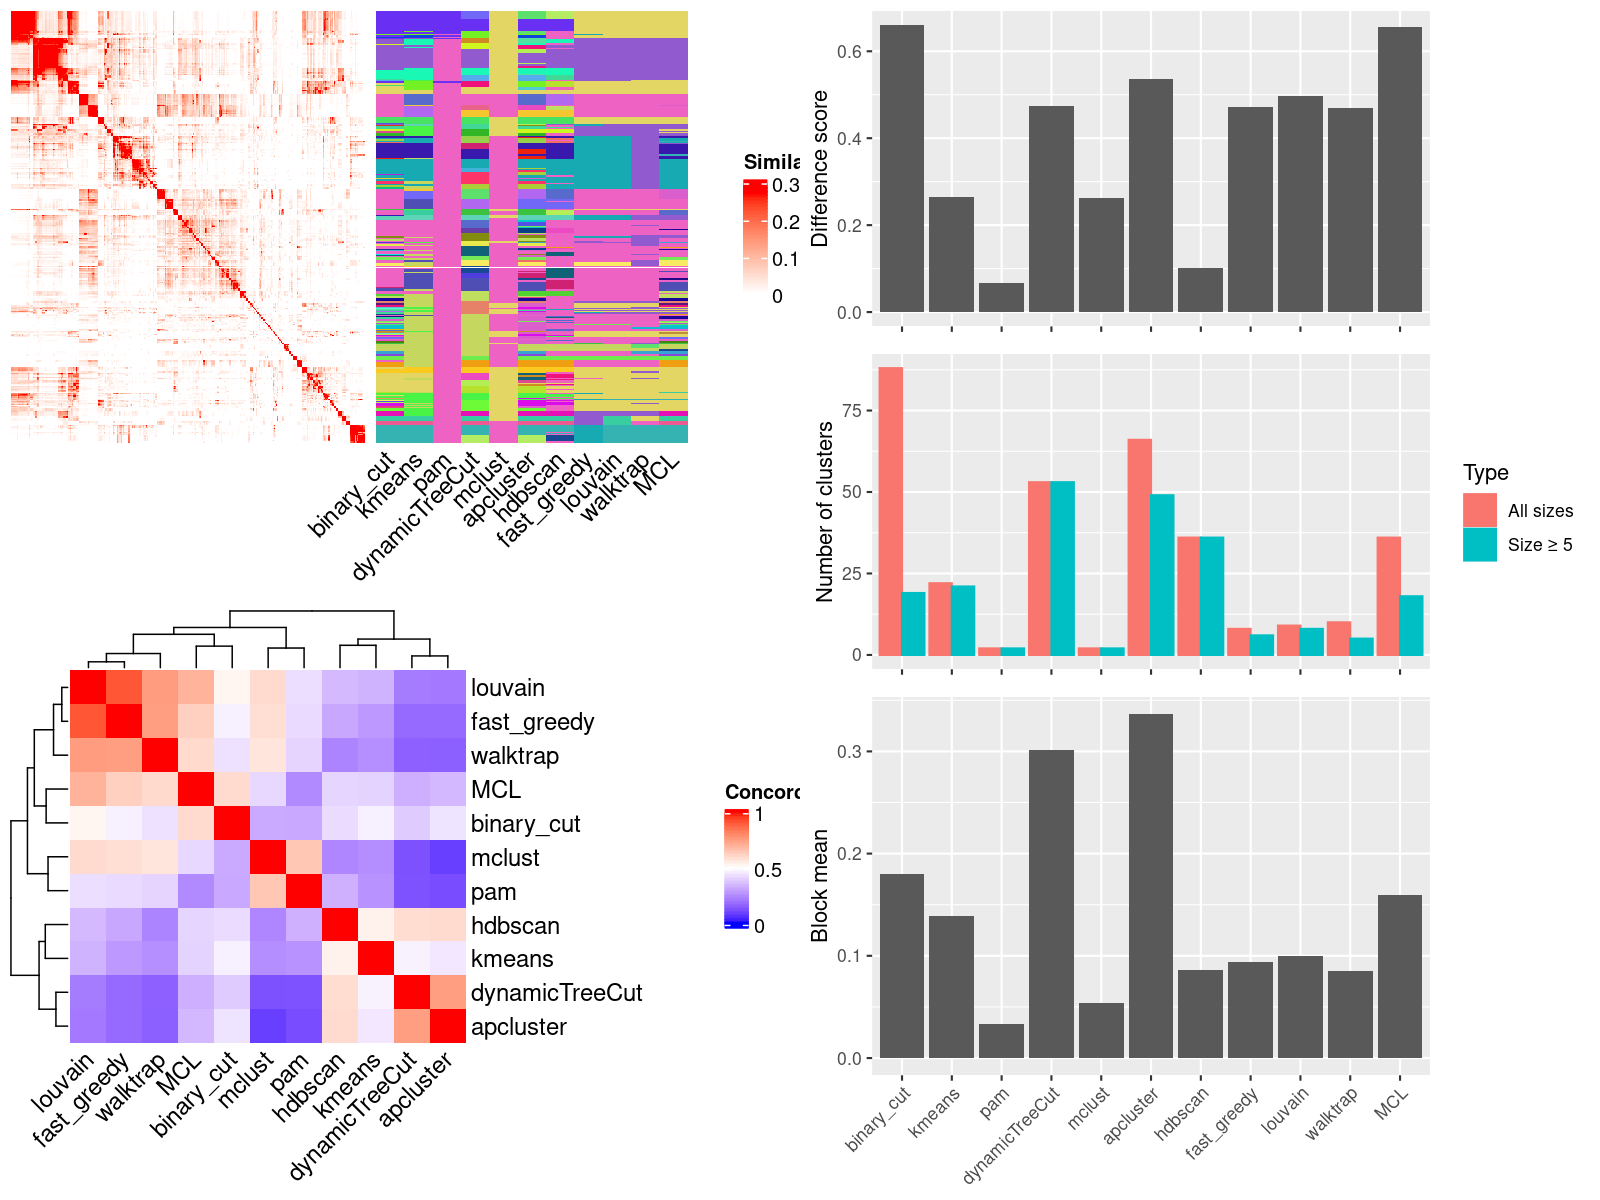 Simila
0.3
0.2
0.1
0
binary_cut
kmeans
pam
dynamicTreeCut
mclust
apcluster
hdbscan
fast_greedy
louvain
walktrap
MCL
louvain
fast_greedy
walktrap
MCL
binary_cut
mclust
pam
hdbscan
kmeans
dynamicTreeCut
apcluster
louvain
fast_greedy
walktrap
MCL
binary_cut
mclust
pam
hdbscan
kmeans
dynamicTreeCut
apcluster
Concord
1
0.5
0
Difference score
0.6
0.4
0.2
0.0
Number of clusters
75
50
25
0
Type
All sizes
Size ≥ 5
Block mean
0.3
0.2
0.1
0.0
binary_cut
kmeans
pam
dynamicTreeCut
mclust
apcluster
hdbscan
fast_greedy
louvain
walktrap
MCL